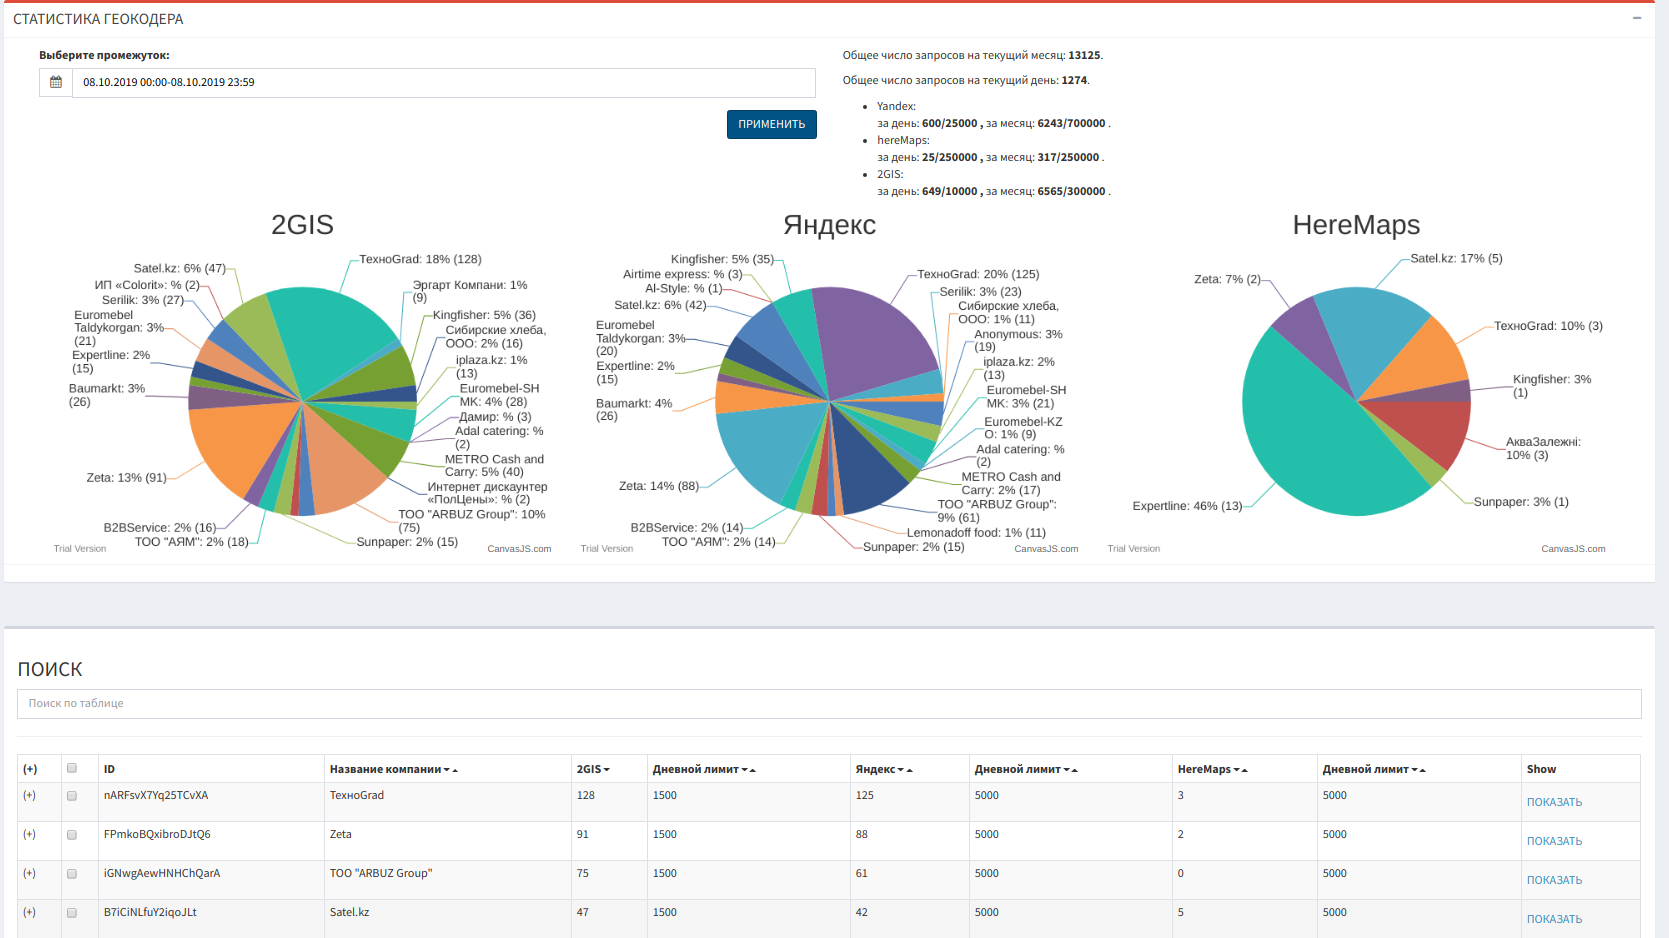 СТАТИСТИКА ГЕОКОДЕРА
Выберите промежуток:
08.10.2019 00:00-08.10.2019 23:59
ПРИМЕНИТЬ
Общее число запросов на текущий месяц: 13125.
Общее число запросов на текущий день: 1274.
Yandex:
за день: 600/25000 , за месяц: 6243/700000 .
hereMaps:
за день: 25/250000 , за месяц: 317/250000 .
2GIS:
за день: 649/10000 , за месяц: 6565/300000 .
2GIS
ТехноGrad: 18% (128)
Эргарт Компани: 1%
(9)
Kingfisher: 5% (36)
Сибирские хлеба,
ООО: 2% (16)
iplaza.kz: 1%
(13)
Euromebel-SH
MK: 4% (28)
Дамир: % (3)
Adal catering: %
(2)
METRO Cash and
Carry: 5% (40)
Интернет дискаунтер
«ПолЦены»: % (2)
ТОО "ARBUZ Group": 10%
(75)
Sunpaper: 2% (15)
ТОО "АЯМ": 2% (18)
B2BService: 2% (16)
Zeta: 13% (91)
Baumarkt: 3%
(26)
Expertline: 2%
(15)
Euromebel
Taldykorgan: 3%
(21)
Serilik: 3% (27)
ИП «Colorit»: % (2)
Satel.kz: 6% (47)
Trial Version
CanvasJS.com
Яндекс
ТехноGrad: 20% (125)
Serilik: 3% (23)
Сибирские хлеба,
ООО: 1% (11)
Anonymous: 3%
(19)
iplaza.kz: 2%
(13)
Euromebel-SH
MK: 3% (21)
Euromebel-KZ
O: 1% (9)
Adal catering: %
(2)
METRO Cash and
Carry: 2% (17)
ТОО "ARBUZ Group":
9% (61)
Lemonadoff food: 1% (11)
Sunpaper: 2% (15)
ТОО "АЯМ": 2% (14)
B2BService: 2% (14)
Zeta: 14% (88)
Baumarkt: 4%
(26)
Expertline: 2%
(15)
Euromebel
Taldykorgan: 3%
(20)
Satel.kz: 6% (42)
Al-Style: % (1)
Airtime express: % (3)
Kingfisher: 5% (35)
Trial Version
CanvasJS.com
HereMaps
Satel.kz: 17% (5)
ТехноGrad: 10% (3)
Kingfisher: 3%
(1)
АкваЗалежні:
10% (3)
Sunpaper: 3% (1)
Expertline: 46% (13)
Zeta: 7% (2)
Trial Version
CanvasJS.com
ПОИСК
Поиск по таблице
(+) ID Название компании 2GIS Дневной лимит Яндекс Дневной лимит HereMaps Дневной лимит Show
(+) nARFsvX7Yq25TCvXA ТехноGrad 128 1500 125 5000 3 5000 ПОКАЗАТЬ
(+) FPmkoBQxibroDJtQ6 Zeta 91 1500 88 5000 2 5000 ПОКАЗАТЬ
(+) iGNwgAewHNHChQarA ТОО "ARBUZ Group" 75 1500 61 5000 0 5000 ПОКАЗАТЬ
(+) B7iCiNLfuY2iqoJLt Satel.kz 47 1500 42 5000 5 5000 ПОКАЗАТЬ